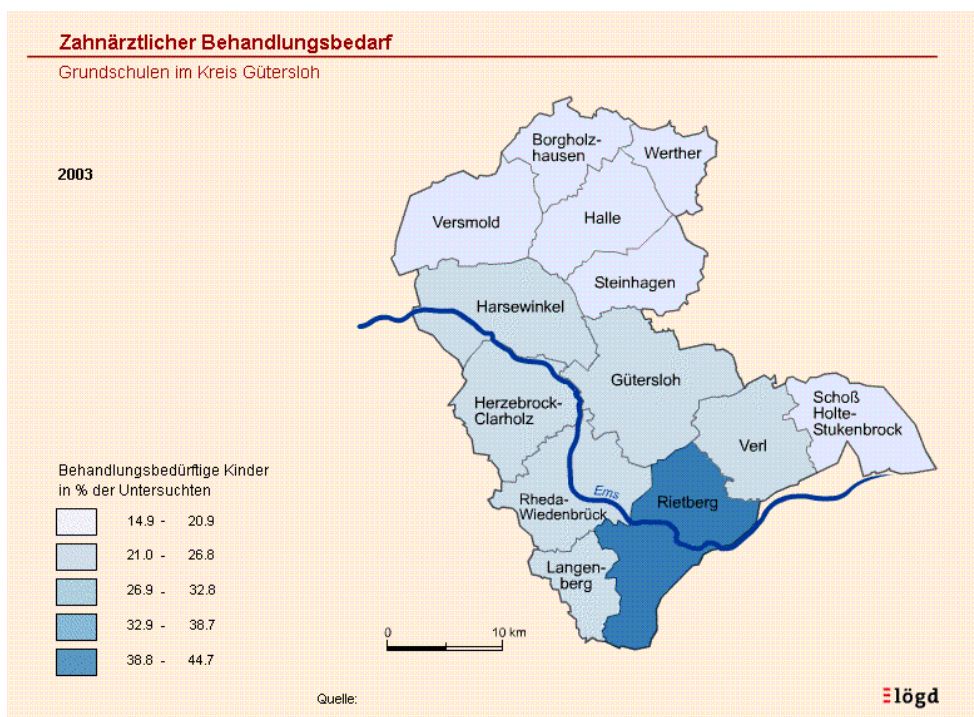 Zahnärztlicher Behandlungsbedarf
Grundschulen im Kreis Gütersloh
2003
Borgholz-
hausen
Werther
Versmold
Halle
Steinhagen
Harsewinkel
Gütersloh
Herzebrock-
Clarholz
Schoß
Holte-
Stukenbrock
Verl
Ems
Rietberg
Rheda-
Wiedenbrück
Langen-
berg
Behandlungsbedürftige Kinder
in % der Untersuchten
14.9 - 20.9
21.0 - 26.8
26.9 - 32.8
32.9 - 38.7
38.8 - 44.7
0 10 km
Quelle:
lögd